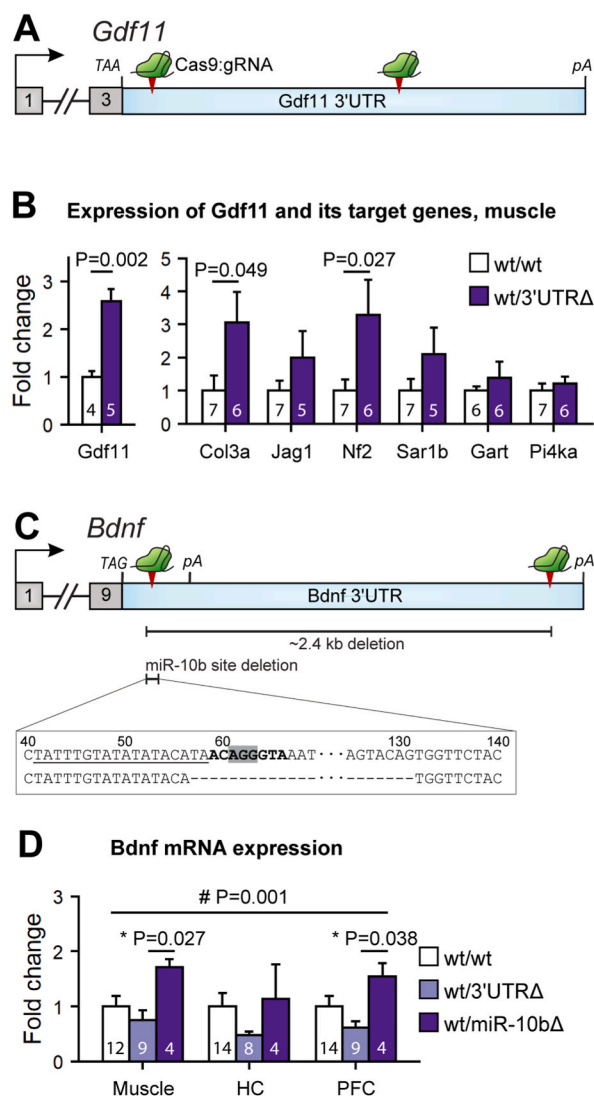 A Gdf11
TAA Cas9:gRNA pA
1 3 Gdf11 3'UTR
B Expression of Gdf11 and its target genes, muscle
P=0.002 P=0.049 P=0.027 wt/wt
wt/3'UTRΔ
Fold change
3
2
1
0
5
4
3
2
1
0
4 5 7 6 7 5 7 6 7 5 6 6 7 6
Gdf11 Col3a Jag1 Nf2 Sar1b Gart Pi4ka
C Bdnf
TAG pA pA
1 9 Bdnf 3'UTR
~2.4 kb deletion
miR-10b site deletion
40 50 60 130 140
CTATTTGTATATATACATAACAGGGTAAAT···AGTACAGTGGTTCTAC
CTATTTGTATATATACA-------------···---------TGGTTCTAC
D Bdnf mRNA expression
# P=0.001
* P=0.027 * P=0.038
wt/wt
wt/3'UTRΔ
wt/miR-10bΔ
Fold change
3
2
1
0
12 9 4 14 8 4 14 9 4
Muscle HC PFC